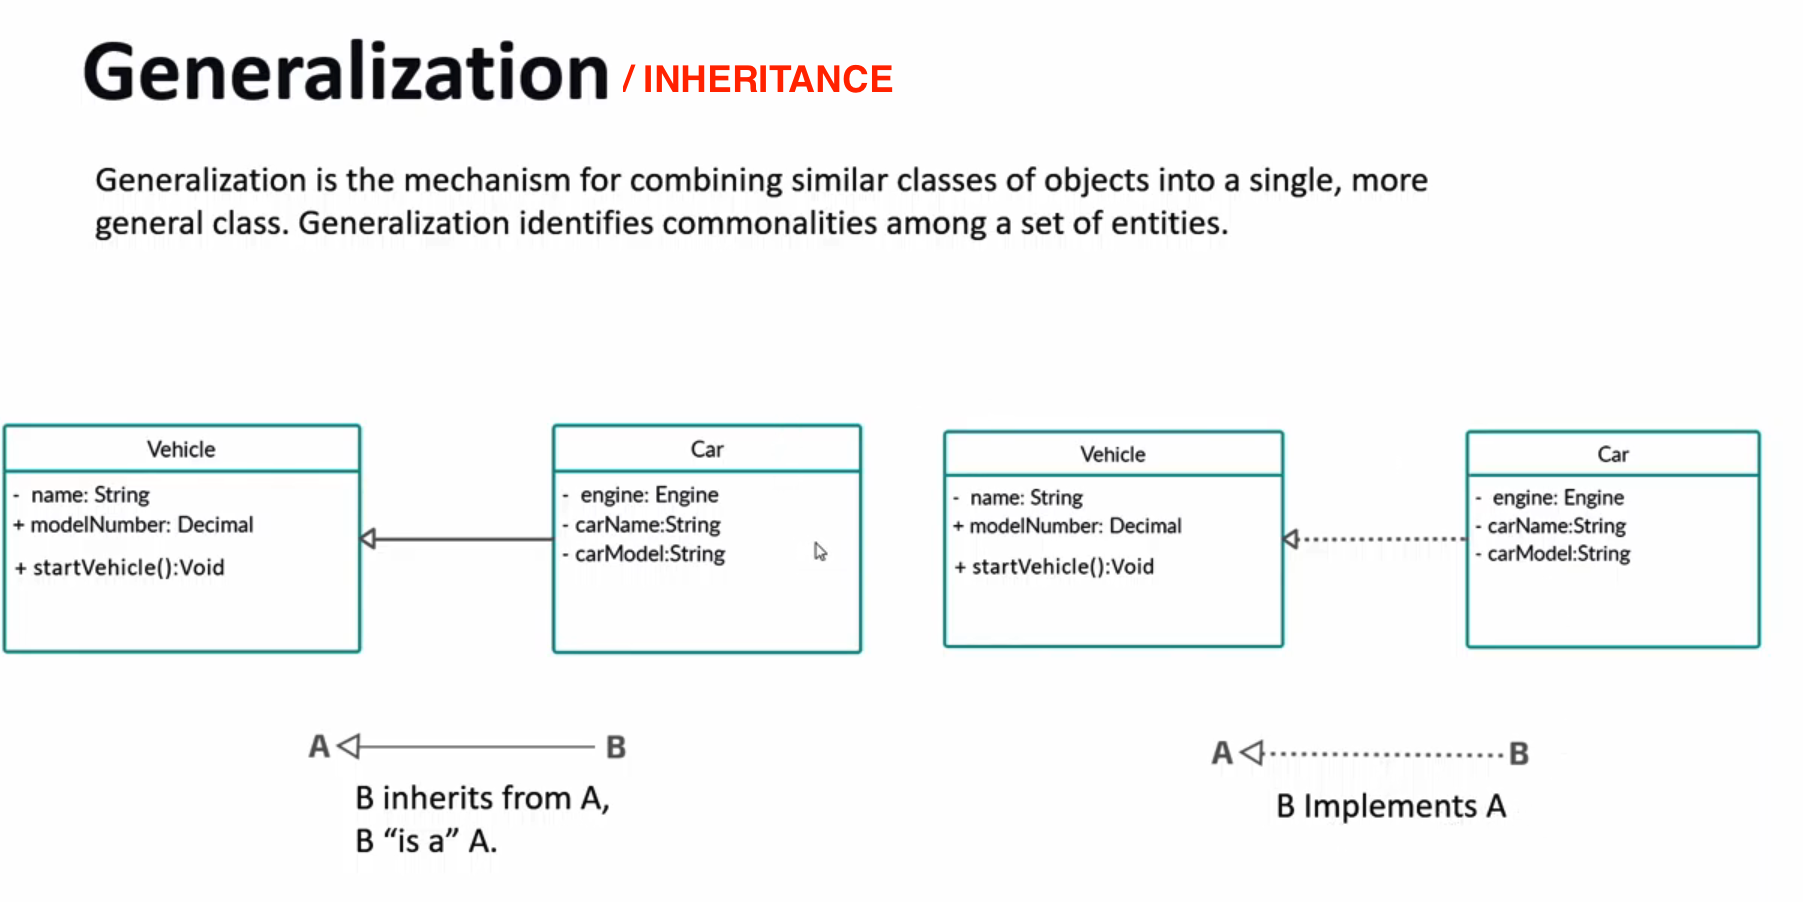 Generalization / INHERITANCE
Generalization is the mechanism for combining similar classes of objects into a single, more
general class. Generalization identifies commonalities among a set of entities.
Vehicle
- name: String
+ modelNumber: Decimal
+ startVehicle():Void
Car
- engine: Engine
- carName:String
- carModel:String
Vehicle
- name: String
+ modelNumber: Decimal
+ startVehicle():Void
Car
- engine: Engine
- carName:String
- carModel:String
A B
B inherits from A,
B “is a” A.
A B
B Implements A